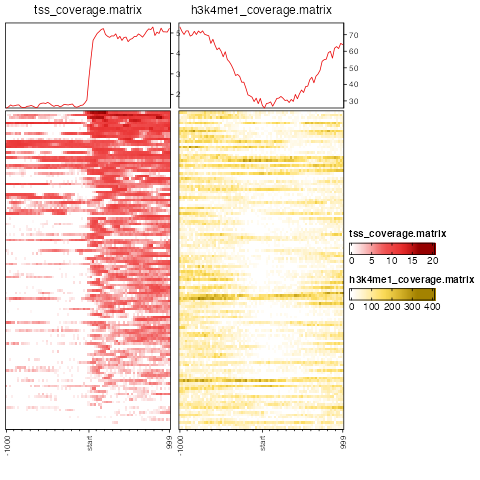 tss_coverage.matrix
h3k4me1_coverage.matrix
5
4
3
2
70
60
50
40
30
tss_coverage.matrix
0 5 10 15 20
h3k4me1_coverage.matrix
0 100 200 300 400
-1000 start 999
-1000 start 999